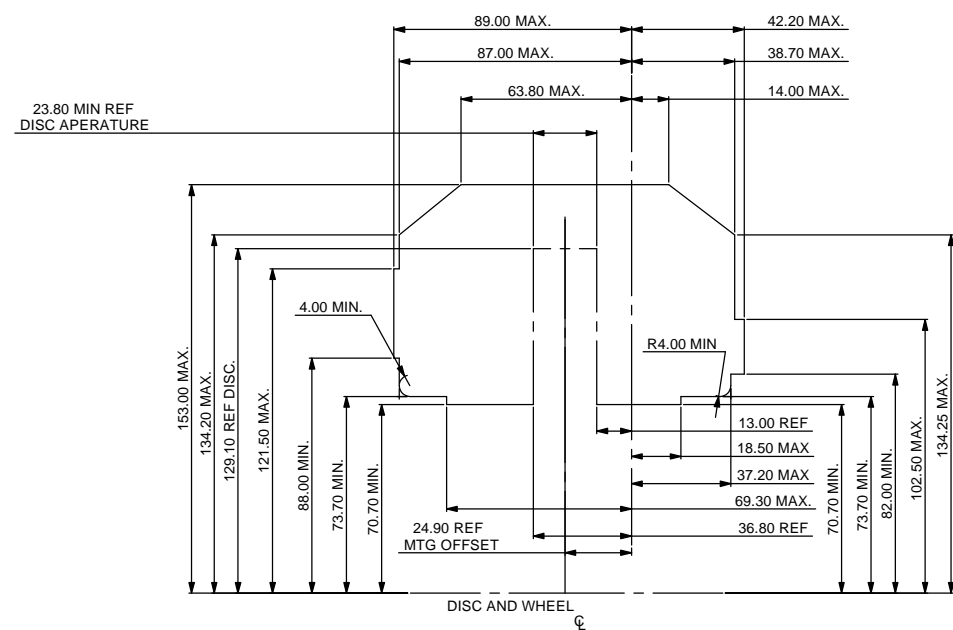 89.00 MAX.
42.20 MAX.
87.00 MAX.
38.70 MAX.
63.80 MAX.
14.00 MAX.
23.80 MIN REF
DISC APERATURE
4.00 MIN.
R4.00 MIN
153.00 MAX.
134.20 MAX.
129.10 REF DISC.
121.50 MAX.
88.00 MIN.
73.70 MIN.
70.70 MIN.
13.00 REF
18.50 MAX
37.20 MAX
69.30 MAX.
36.80 REF
24.90 REF
MTG OFFSET
70.70 MIN.
73.70 MIN.
82.00 MIN.
102.50 MAX.
134.25 MAX.
DISC AND WHEEL
℄